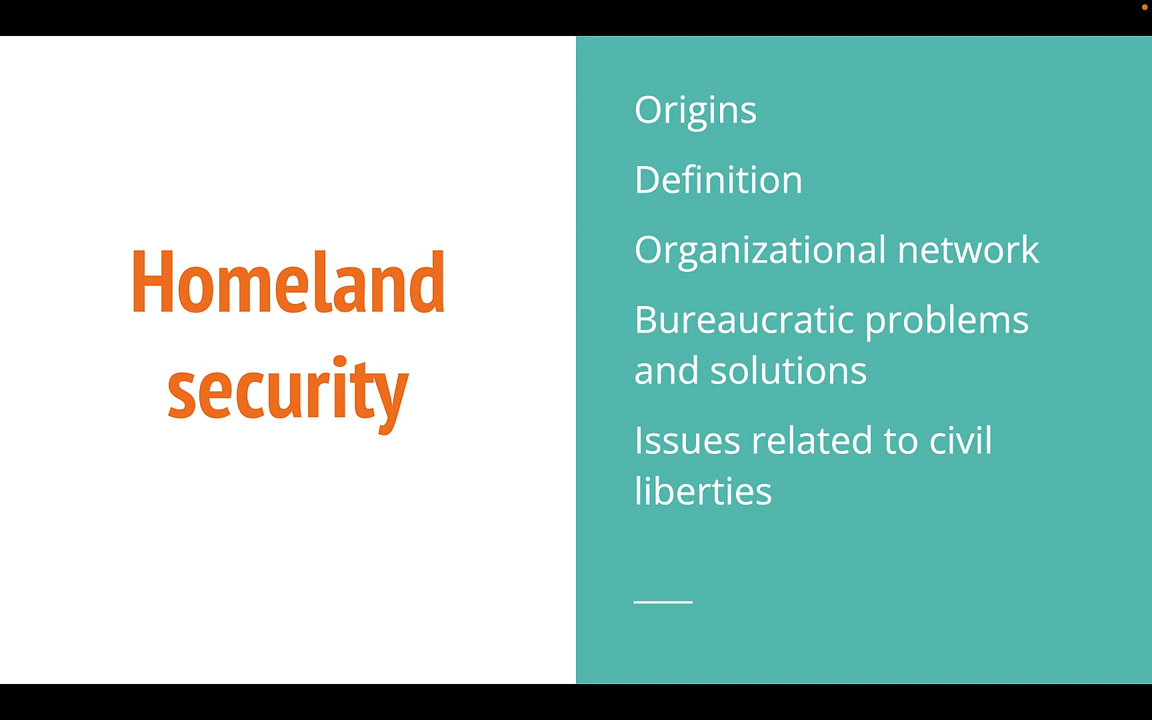 Homeland
security
Origins
Definition
Organizational network
Bureaucratic problems
and solutions
Issues related to civil
liberties